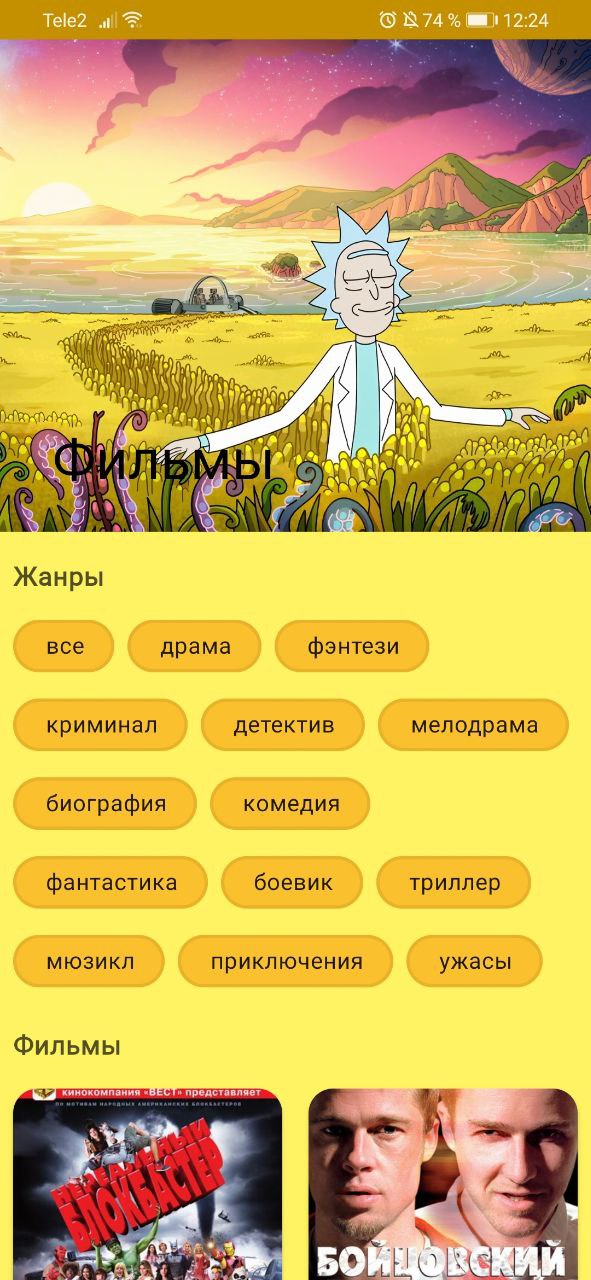 Tele2 74 % 12:24
Фильмы
Жанры
все драма фэнтези
криминал детектив мелодрама
биография комедия
фантастика боевик триллер
мюзикл приключения ужасы
Фильмы
кинокомпания «ВЕСТ» представляет
ПО МОТИВАМ НАРОДНЫХ АМЕРИКАНСКИХ БЛОКБАСТЕРОВ
НЕРЕАЛЬНЫЙ
БЛОКБАСТЕР
БОЙЦОВСКИЙ